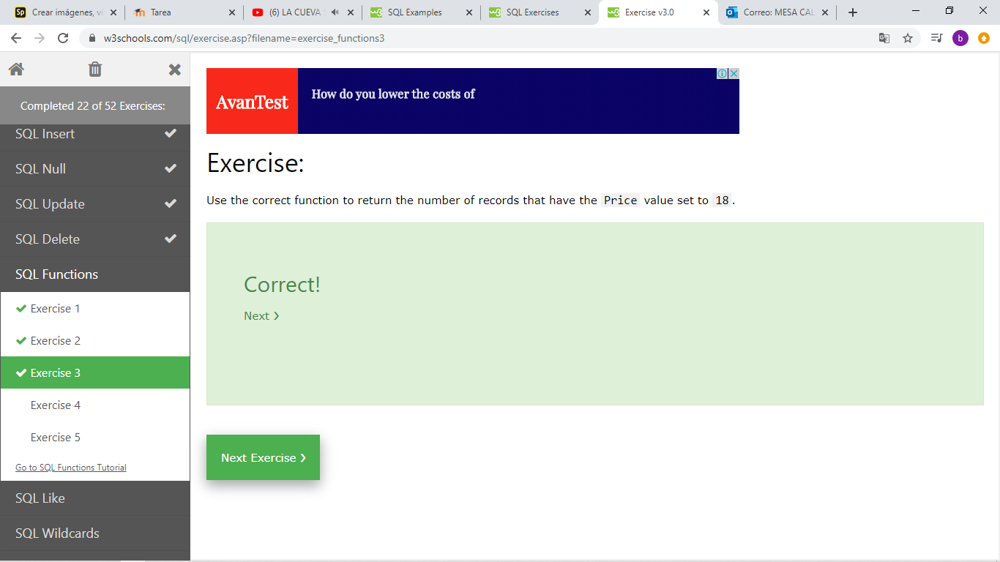 Crear imágenes, ví
Tarea
(6) LA CUEVA
SQL Examples
SQL Exercises
Exercise v3.0
Correo: MESA CAL
w3schools.com/sql/exercise.asp?filename=exercise_functions3
b
Completed 22 of 52 Exercises:
SQL Insert
SQL Null
SQL Update
SQL Delete
SQL Functions
Exercise 1
Exercise 2
Exercise 3
Exercise 4
Exercise 5
Go to SQL Functions Tutorial
SQL Like
SQL Wildcards
AvanTest
How do you lower the costs of
Exercise:
Use the correct function to return the number of records that have the Price value set to 18.
Correct!
Next ❯
Next Exercise ❯